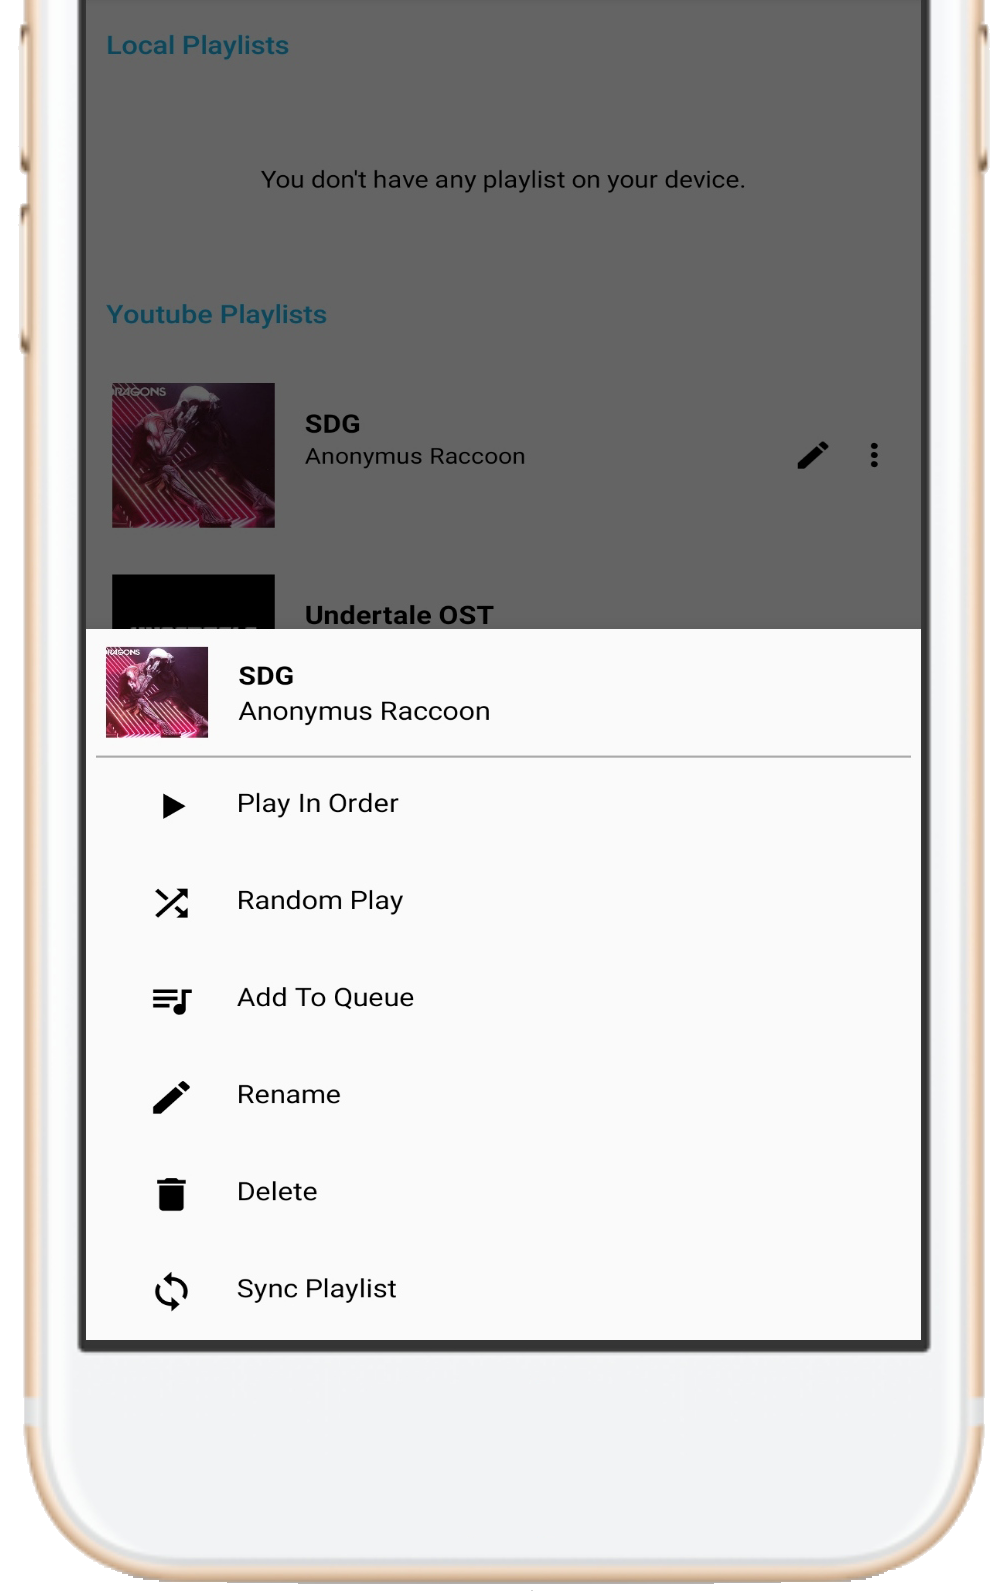 Local Playlists
You don't have any playlist on your device.
Youtube Playlists
RAGONS
SDG
Anonymus Raccoon
Undertale OST
RAGONS
SDG
Anonymus Raccoon
Play In Order
Random Play
Add To Queue
Rename
Delete
Sync Playlist